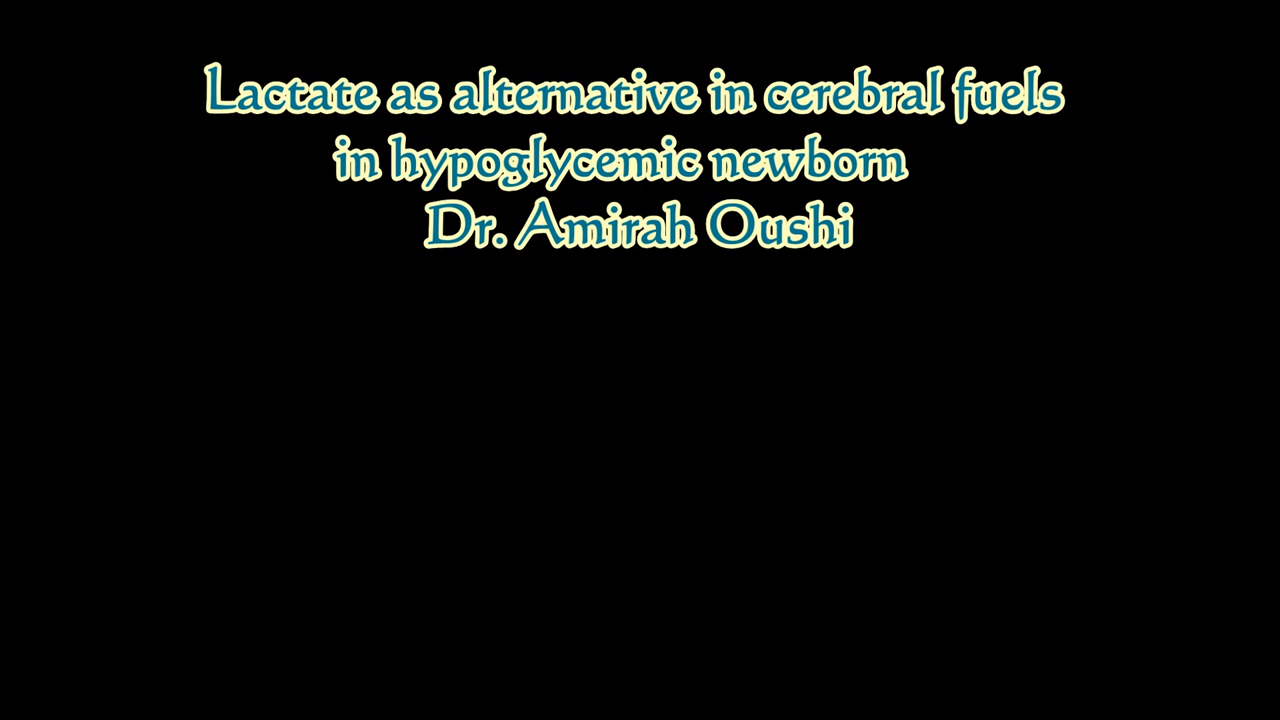 Lactate as alternative in cerebral fuels
in hypoglycemic newborn
Dr. Amirah Oushi